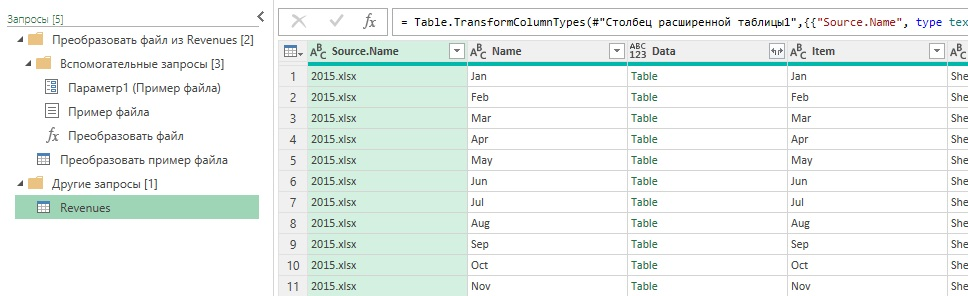 Запросы [5]
Преобразовать файл из Revenues [2]
Вспомогательные запросы [3]
Параметр1 (Пример файла)
Пример файла
fx Преобразовать файл
Преобразовать пример файла
Другие запросы [1]
Revenues
fx = Table.TransformColumnTypes(#"Столбец расширенной таблицы1",{{"Source.Name", type tex
ABC Source.Name ABC Name ABC123 Data ABC Item
1 2015.xlsx Jan Table Jan She
2 2015.xlsx Feb Table Feb She
3 2015.xlsx Mar Table Mar She
4 2015.xlsx Apr Table Apr She
5 2015.xlsx May Table May She
6 2015.xlsx Jun Table Jun She
7 2015.xlsx Jul Table Jul She
8 2015.xlsx Aug Table Aug She
9 2015.xlsx Sep Table Sep She
10 2015.xlsx Oct Table Oct She
11 2015.xlsx Nov Table Nov She